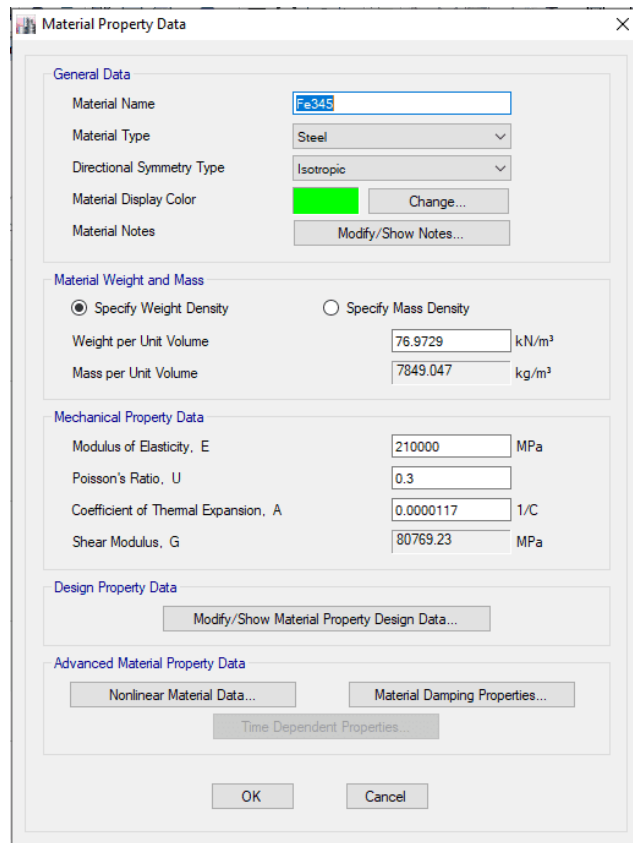 Material Property Data
General Data
Material Name Fe345
Material Type Steel
Directional Symmetry Type Isotropic
Material Display Color Change...
Material Notes Modify/Show Notes...
Material Weight and Mass
Specify Weight Density Specify Mass Density
Weight per Unit Volume 76.9729 kN/m³
Mass per Unit Volume 7849.047 kg/m³
Mechanical Property Data
Modulus of Elasticity, E 210000 MPa
Poisson's Ratio, U 0.3
Coefficient of Thermal Expansion, A 0.0000117 1/C
Shear Modulus, G 80769.23 MPa
Design Property Data
Modify/Show Material Property Design Data...
Advanced Material Property Data
Nonlinear Material Data... Material Damping Properties...
Time Dependent Properties...
OK Cancel